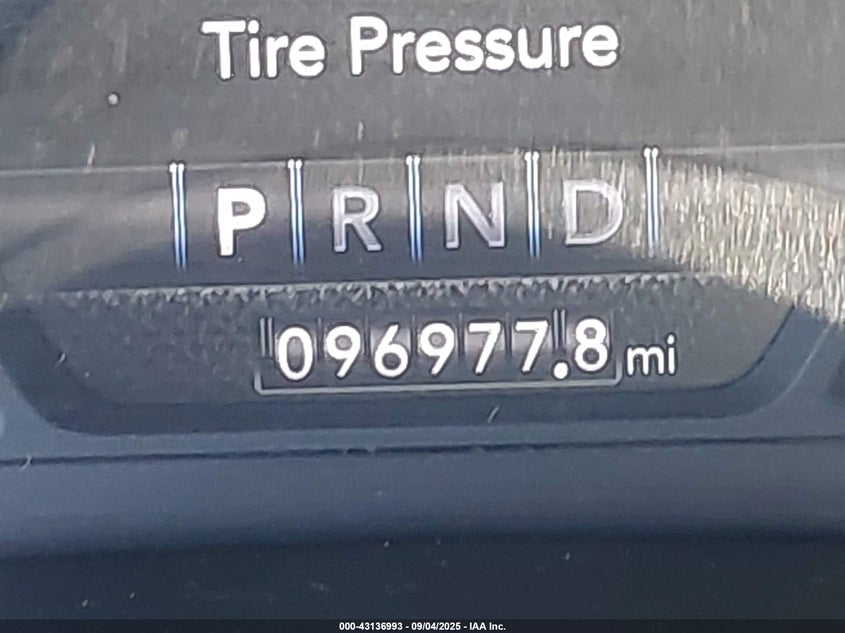 Tire Pressure
P R N D
096977.8 mi
000-43136993 - 09/04/2025 - IAA Inc.